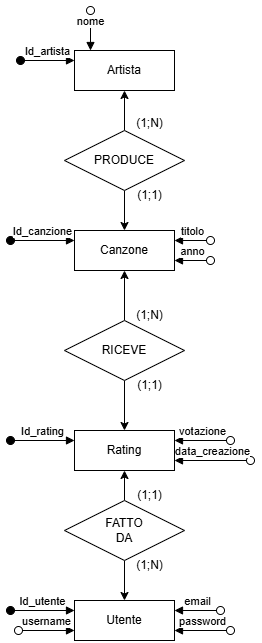 nome
Id_artista
Artista
(1;N)
PRODUCE
(1;1)
Id_canzione
titolo
Canzone
anno
(1;N)
RICEVE
(1;1)
Id_rating
votazione
Rating
data_creazione
(1;1)
FATTO
DA
(1;N)
Id_utente
email
username
Utente
password